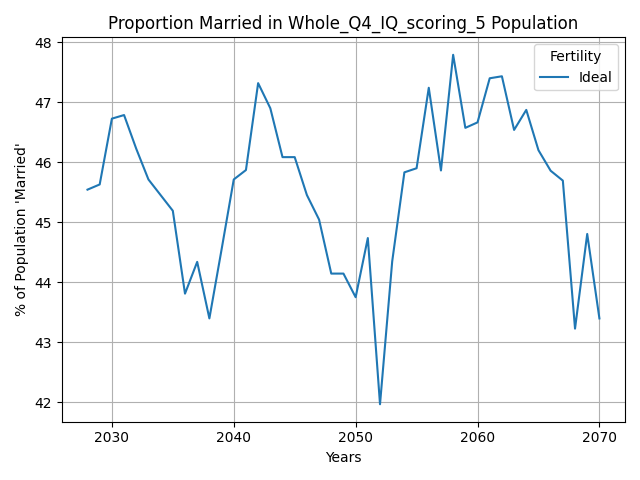 Proportion Married in Whole_Q4_IQ_scoring_5 Population
Fertility
Ideal
% of Population 'Married'
48
47
46
45
44
43
42
2030
2040
2050
2060
2070
Years